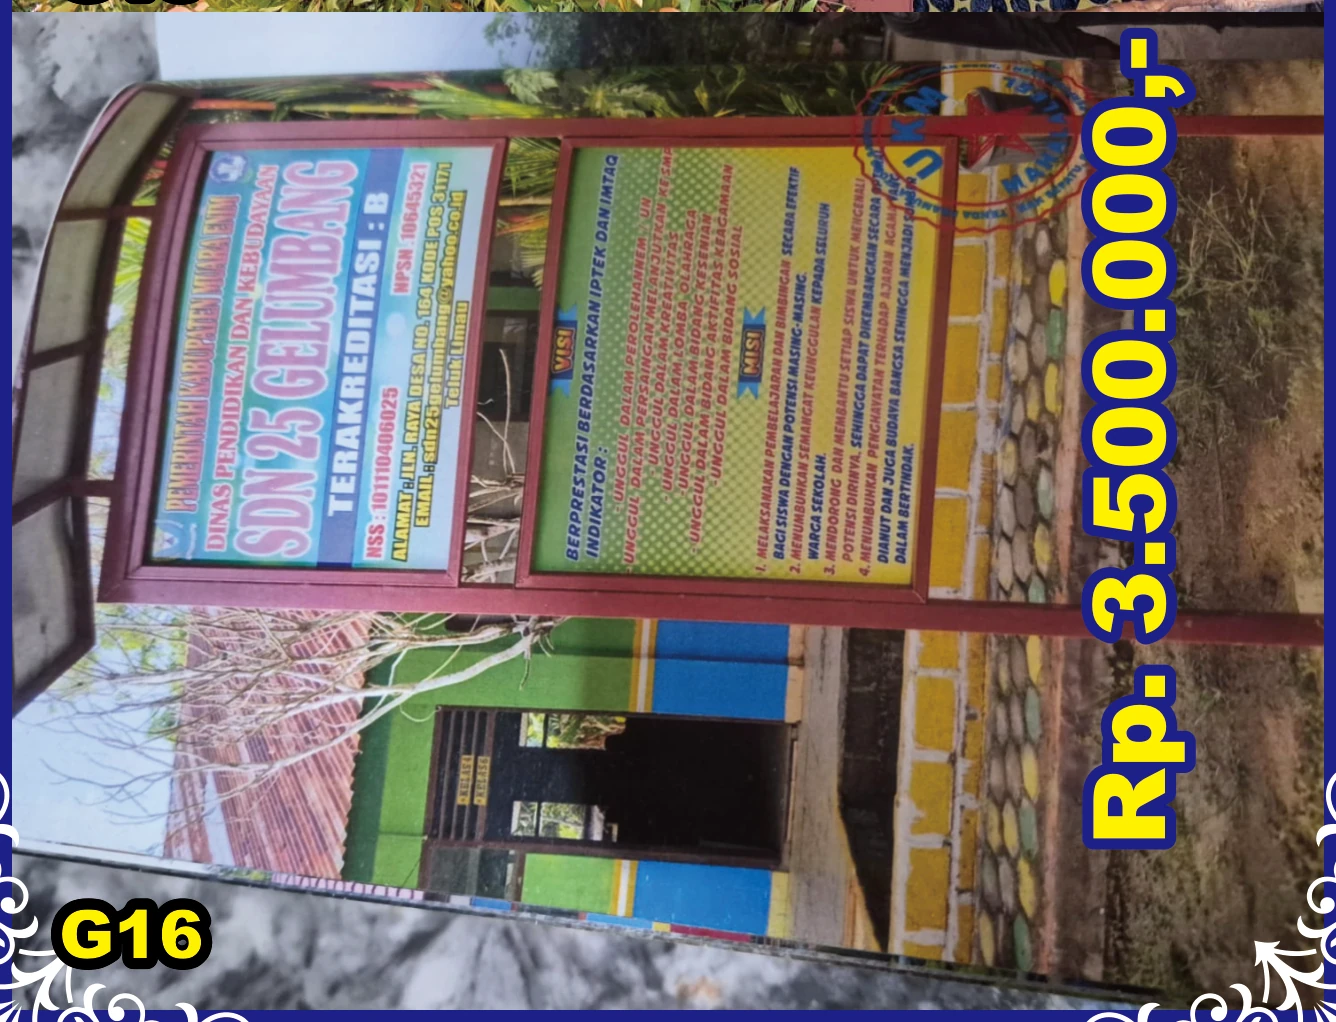 PEMERINTAH KABUPATEN MUARA ENIM
DINAS PENDIDIKAN DAN KEBUDAYAAN
SDN 25 GELUMBANG
TERAKREDITASI : B
NSS : 101110406025 NPSN :10645321
ALAMAT : JLN. RAYA DESA NO. 164 KODE POS 31171
EMAIL : sdn25gelumbang@yahoo.co.id
Teluk Limau
VISI
BERPRESTASI BERDASARKAN IPTEK DAN IMTAQ
INDIKATOR :
-UNGGUL DALAM PEROLEHAN NEM, UN
UNGGUL DALAM PERSAINGAN MELANJUTKAN KE SMP
-UNGGUL DALAM KREATIVITAS
-UNGGUL DALAM LOMBA OLAHRAGA
-UNGGUL DALAM BIDANG KESENIAN
-UNGGUL DALAM BIDANG AKTIFITAS KEAGAMAAN
-UNGGUL DALAM BIDANG SOSIAL
MISI
1. MELAKSANAKAN PEMBELAJARAN DAN BIMBINGAN SECARA EFEKTIF
BAGI SISWA DENGAN POTENSI MASING-MASING.
2. MENUMBUHKAN SEMANGAT KEUNGGULAN KEPADA SELURUH
WARGA SEKOLAH.
3. MENDORONG DAN MEMBANTU SETIAP SISWA UNTUK MENGENALI
POTENSI DIRINYA, SEHINGGA DAPAT DIKEMBANGKAN SECARA
4. MENUMBUHKAN PENGHAYATAN TERHADAP AJARAN AGAMA
DIANUT DAN JUGA BUDAYA BANGSA SEHINGGA MENJADI
DALAM BERTINDAK.
UKM
Rp. 3.500.000,-
G16